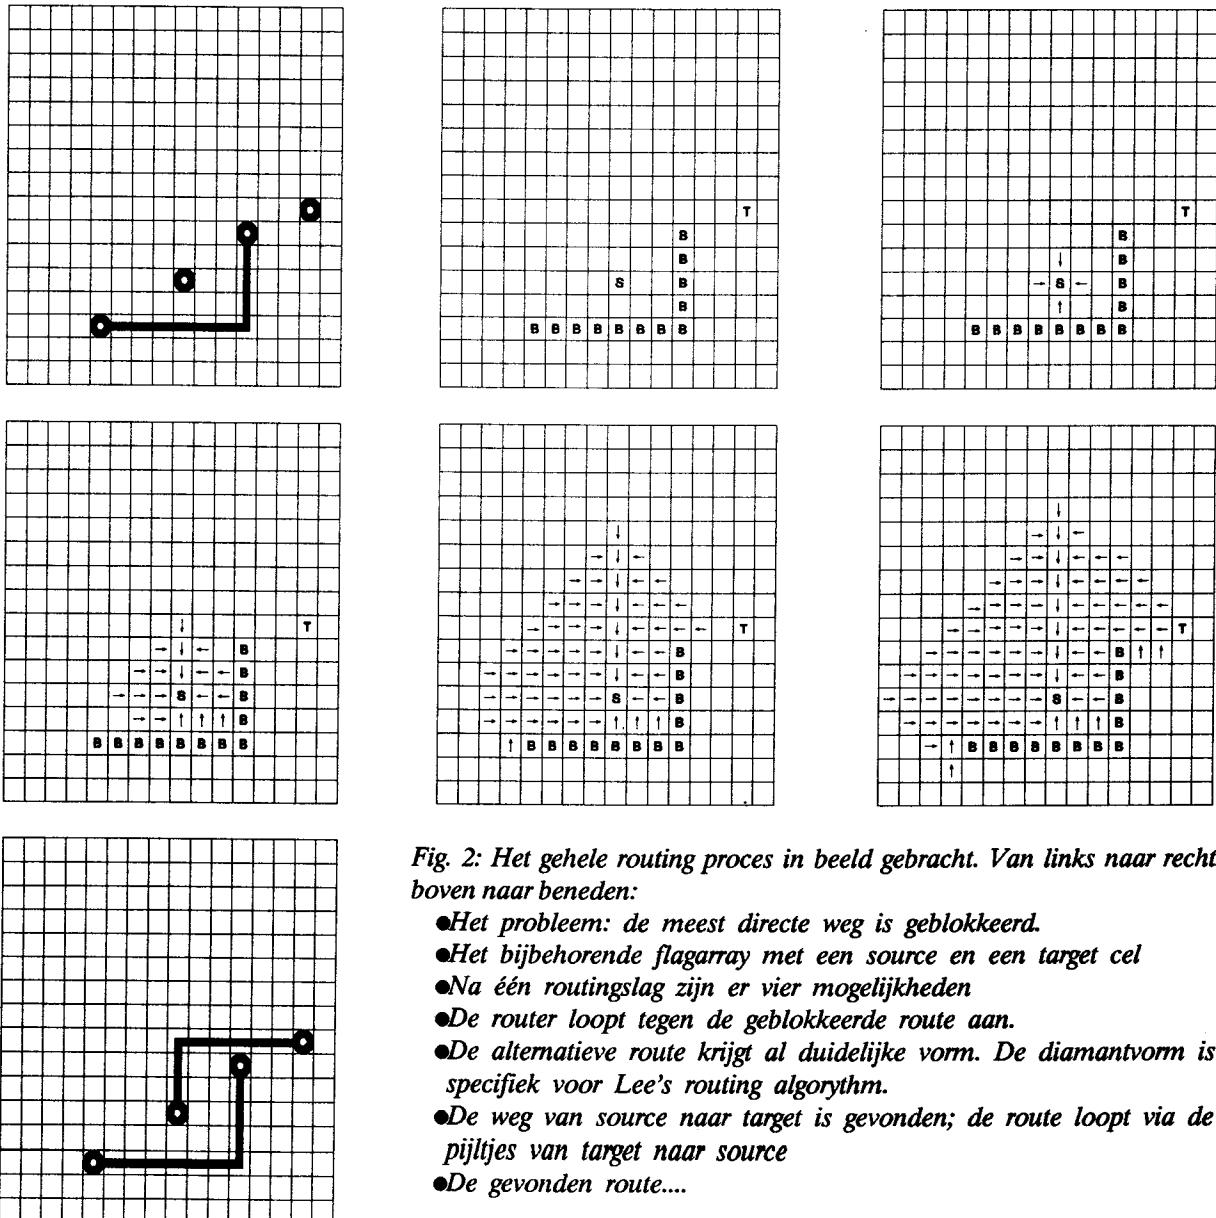 T
B
B
S B
B
B B B B B B B B
T
B
B
S B
B
B B B B B B B B
T
B
B
S B
B
B B B B B B B B
T
B
B
S B
B
B B B B B B B B
T
B
B
S B
B
B B B B B B B B
Fig. 2: Het gehele routing proces in beeld gebracht. Van links naar recht
boven naar beneden:
●Het probleem: de meest directe weg is geblokkeerd.
●Het bijbehorende flagarray met een source en een target cel
●Na één routingslag zijn er vier mogelijkheden
●De router loopt tegen de geblokkeerde route aan.
●De alternatieve route krijgt al duidelijke vorm. De diamantvorm is
specifiek voor Lee's routing algorythm.
●De weg van source naar target is gevonden; de route loopt via de
pijltjes van target naar source
●De gevonden route....